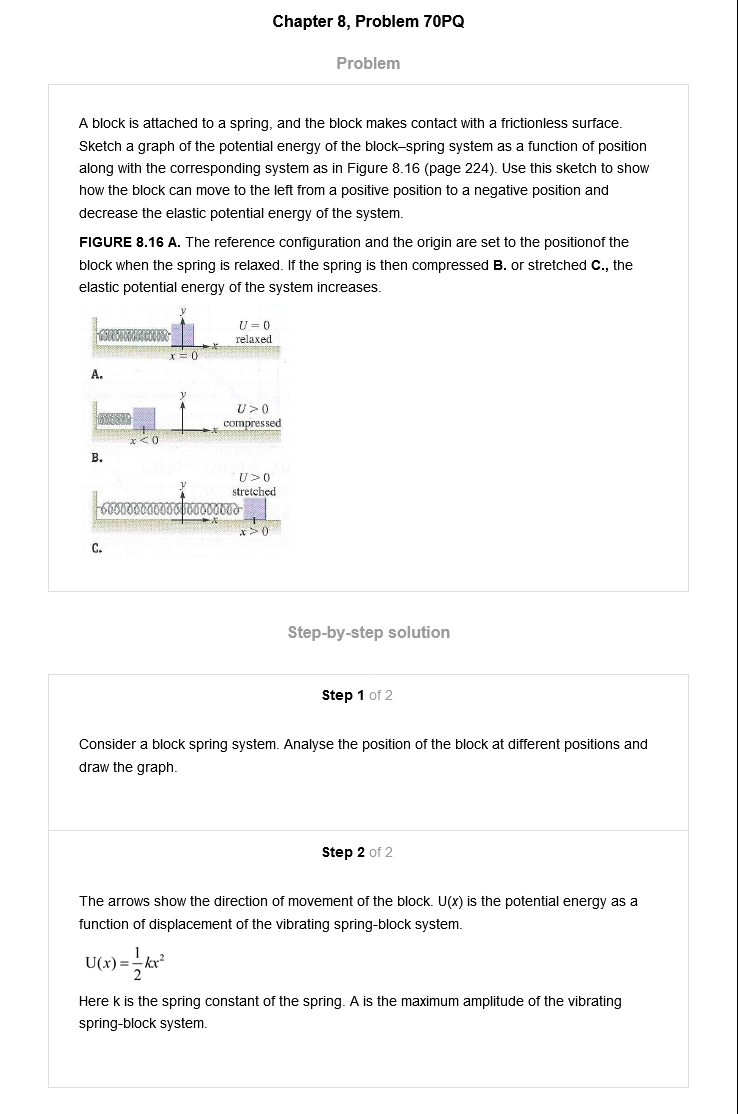 Chapter 8, Problem 70PQ
Problem
A block is attached to a spring, and the block makes contact with a frictionless surface.
Sketch a graph of the potential energy of the block–spring system as a function of position
along with the corresponding system as in Figure 8.16 (page 224). Use this sketch to show
how the block can move to the left from a positive position to a negative position and
decrease the elastic potential energy of the system.
FIGURE 8.16 A. The reference configuration and the origin are set to the positionof the
block when the spring is relaxed. If the spring is then compressed B. or stretched C., the
elastic potential energy of the system increases.
y
U = 0
relaxed
x
x = 0
A.
y
U > 0
compressed
x
x < 0
B.
U > 0
y
stretched
x
x > 0
C.
Step-by-step solution
Step 1 of 2
Consider a block spring system. Analyse the position of the block at different positions and
draw the graph.
Step 2 of 2
The arrows show the direction of movement of the block. U(x) is the potential energy as a
function of displacement of the vibrating spring-block system.
U(x) = 1/2 kx²
Here k is the spring constant of the spring. A is the maximum amplitude of the vibrating
spring-block system.